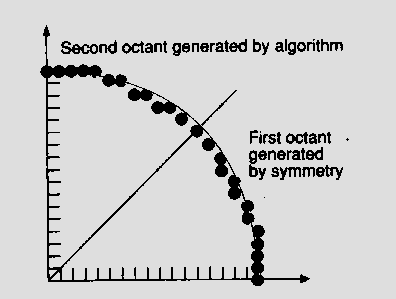 Second octant generated by algorithm
First octant
generated
by symmetry